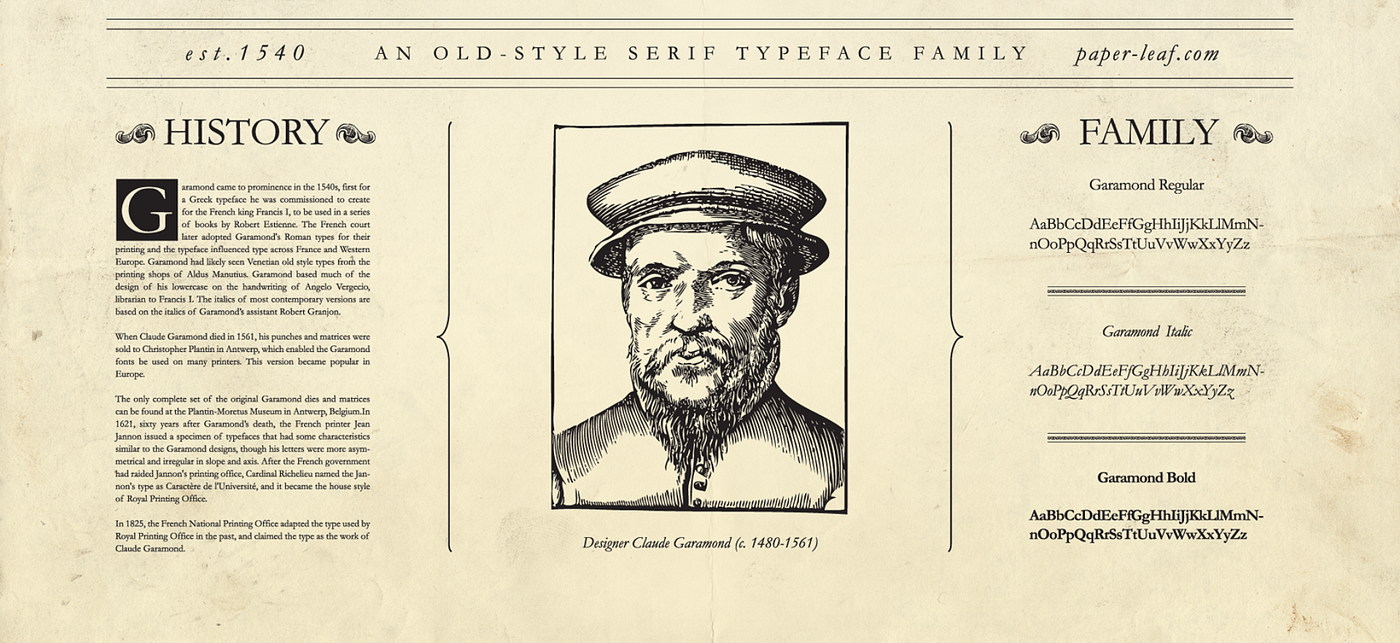 est.1540 AN OLD-STYLE SERIF TYPEFACE FAMILY paper-leaf.com
HISTORY
Garamond came to prominence in the 1540s, first for
a Greek typeface he was commissioned to create
for the French king Francis I, to be used in a series
of books by Robert Estienne. The French court
later adopted Garamond's Roman types for their
printing and the typeface influenced type across France and Western
Europe. Garamond had likely seen Venetian old style types from the
printing shops of Aldus Manutius. Garamond based much of the
design of his lowercase on the handwriting of Angelo Vergecio,
librarian to Francis I. The italics of most contemporary versions are
based on the italics of Garamond's assistant Robert Granjon.
When Claude Garamond died in 1561, his punches and matrices were
sold to Christopher Plantin in Antwerp, which enabled the Garamond
fonts be used on many printers. This version became popular in
Europe.
The only complete set of the original Garamond dies and matrices
can be found at the Plantin-Moretus Museum in Antwerp, Belgium.In
1621, sixty years after Garamond's death, the French printer Jean
Jannon issued a specimen of typefaces that had some characteristics
similar to the Garamond designs, though his letters were more asym-
metrical and irregular in slope and axis. After the French government
had raided Jannon's printing office, Cardinal Richelieu named the Jan-
non's type as Caractère de l'Université, and it became the house style
of Royal Printing Office.
In 1825, the French National Printing Office adapted the type used by
Royal Printing Office in the past, and claimed the type as the work of
Claude Garamond.
Designer Claude Garamond (c. 1480-1561)
FAMILY
Garamond Regular
AaBbCcDdEeFfGgHhIiJjKkLlMmN-
nOoPpQqRrSsTtUuVvWwXxYyZz
Garamond Italic
AaBbCcDdEeFfGgHhIiJjKkLlMmN-
nOoPpQqRrSsTtUuVvWwXxYyZz
Garamond Bold
AaBbCcDdEeFfGgHhIiJjKkLlMmN-
nOoPpQqRrSsTtUuVvWwXxYyZz